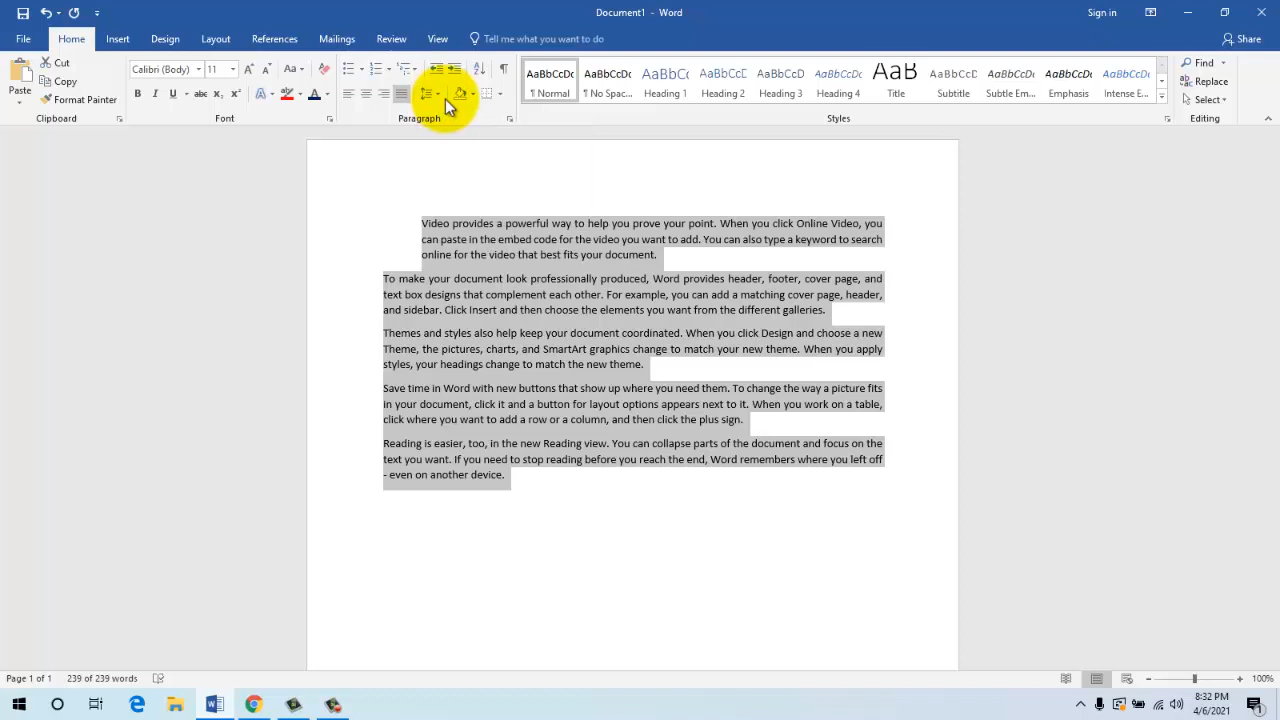 Document1 - Word
Sign in
File Home Insert Design Layout References Mailings Review View Tell me what you want to do Share
Paste
Cut
Copy
Format Painter
Clipboard
Calibri (Body) 11 Aa
B I U abc x₂ x² A A
Font
Paragraph
AaBbCcDc AaBbCcDc AaBbCc AaBbCcD AaBbCcD AaBbCcD AaB AaBbCcD AaBbCcDc AaBbCcDc AaBbCcDc
¶ Normal ¶ No Spac... Heading 1 Heading 2 Heading 3 Heading 4 Title Subtitle Subtle Em... Emphasis Intense E...
Styles
Find
Replace
Select
Editing
Video provides a powerful way to help you prove your point. When you click Online Video, you
can paste in the embed code for the video you want to add. You can also type a keyword to search
online for the video that best fits your document.
To make your document look professionally produced, Word provides header, footer, cover page, and
text box designs that complement each other. For example, you can add a matching cover page, header,
and sidebar. Click Insert and then choose the elements you want from the different galleries.
Themes and styles also help keep your document coordinated. When you click Design and choose a new
Theme, the pictures, charts, and SmartArt graphics change to match your new theme. When you apply
styles, your headings change to match the new theme.
Save time in Word with new buttons that show up where you need them. To change the way a picture fits
in your document, click it and a button for layout options appears next to it. When you work on a table,
click where you want to add a row or a column, and then click the plus sign.
Reading is easier, too, in the new Reading view. You can collapse parts of the document and focus on the
text you want. If you need to stop reading before you reach the end, Word remembers where you left off
- even on another device.
Page 1 of 1 239 of 239 words 100%
8:32 PM
4/6/2021